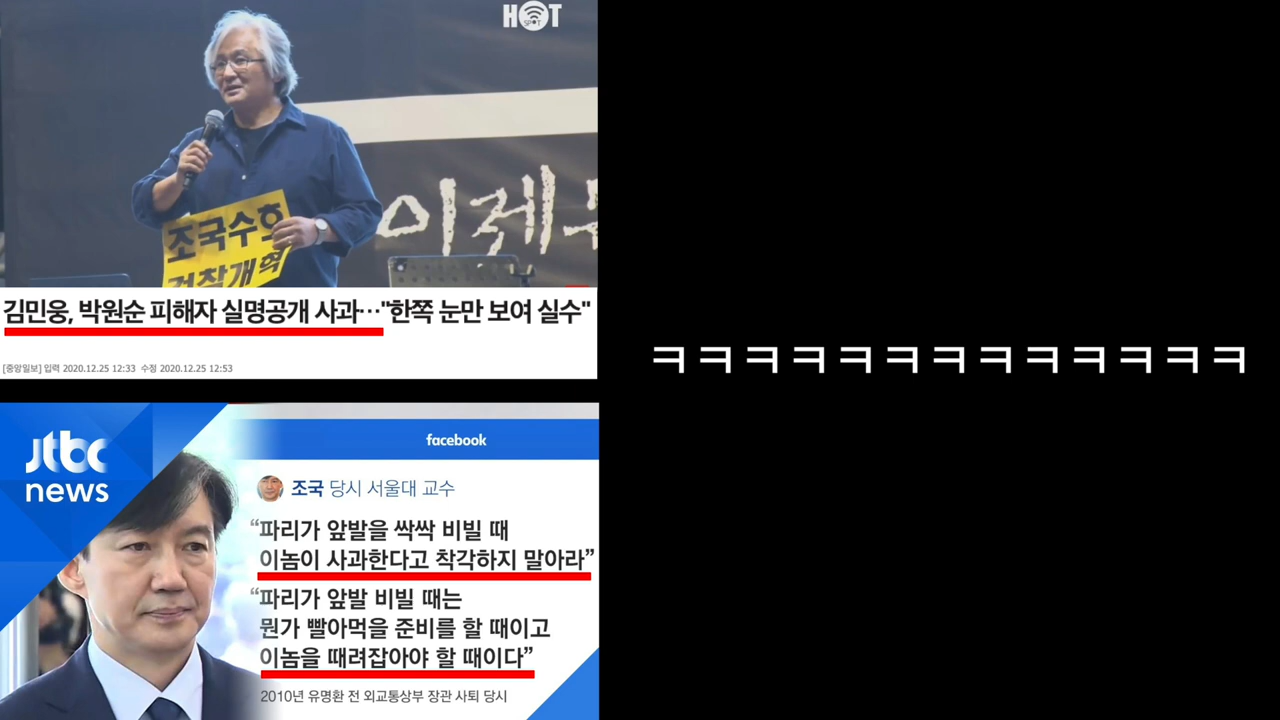 HOT
SPOT
조국수호
검찰개혁
이제
김민웅, 박원순 피해자 실명공개 사과…"한쪽 눈만 보여 실수"
[중앙일보] 입력 2020.12.25 12:33 수정 2020.12.25 12:53
jtbc
news
facebook
조국 당시 서울대 교수
“파리가 앞발을 싹싹 비빌 때
이놈이 사과한다고 착각하지 말아라”
“파리가 앞발 비빌 때는
뭔가 빨아먹을 준비를 할 때이고
이놈을 때려잡아야 할 때이다”
2010년 유명환 전 외교통상부 장관 사퇴 당시
ㅋㅋㅋㅋㅋㅋㅋㅋㅋㅋㅋㅋㅋ